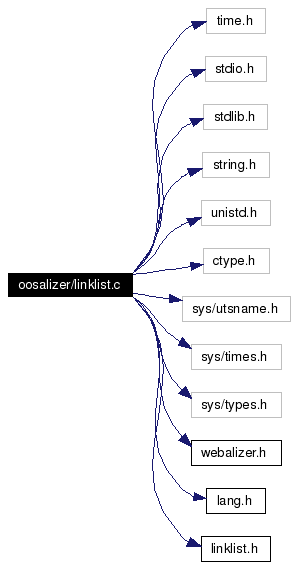 time.h
stdio.h
stdlib.h
string.h
unistd.h
ctype.h
oosalizer/linklist.c
sys/utsname.h
sys/times.h
sys/types.h
webalizer.h
lang.h
linklist.h